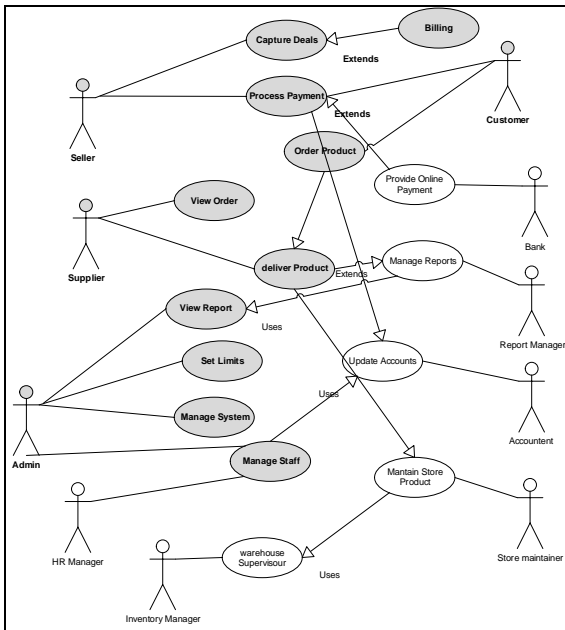 Billing
Capture Deals
Extends
Process Payment
Customer
Extends
Seller
Order Product
Provide Online
Payment
View Order
Bank
Supplier
deliver Product
Manage Reports
Extends
View Report
Uses
Report Manager
Set Limits
Update Accounts
Uses
Manage System
Accountent
Admin
Manage Staff
Mantain Store
Product
HR Manager
warehouse
Supervisour
Store maintainer
Uses
Inventory Manager